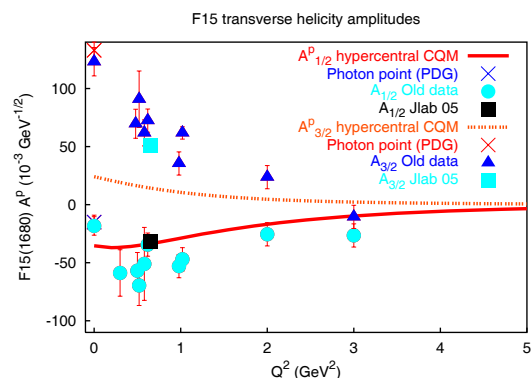 F15 transverse helicity amplitudes
A^p_1/2 hypercentral CQM
Photon point (PDG)
A_1/2 Old data
A_1/2 Jlab 05
A^p_3/2 hypercentral CQM
Photon point (PDG)
A_3/2 Old data
A_3/2 Jlab 05
F15(1680) A^p (10^-3 GeV^-1/2)
100
50
0
-50
-100
0 1 2 3 4 5
Q^2 (GeV^2)